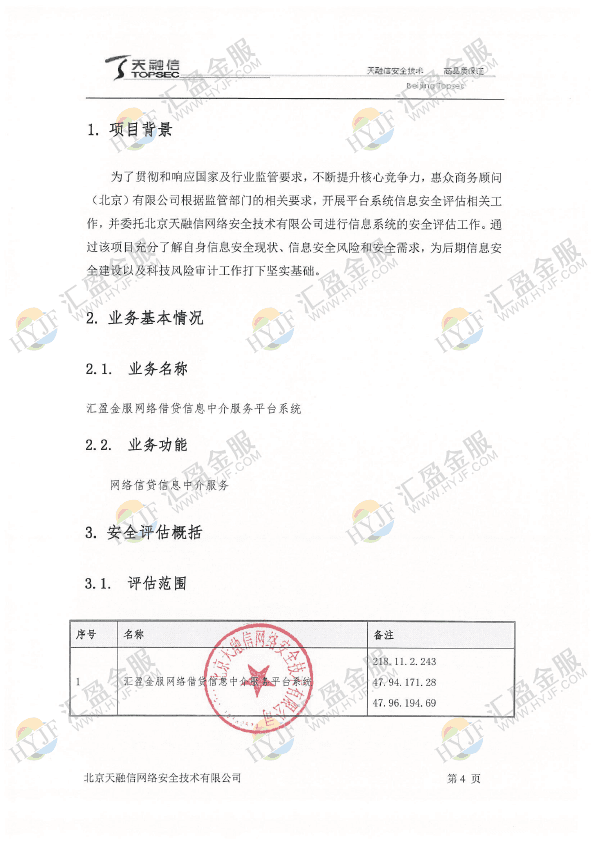 天融信
TOPSEC
天融信安全技术 高品质保证
Beijing Topsec
1. 项目背景
为了贯彻和响应国家及行业监管要求，不断提升核心竞争力，惠众商务顾问
（北京）有限公司根据监管部门的相关要求，开展平台系统信息安全评估相关工
作，并委托北京天融信网络安全技术有限公司进行信息系统的安全评估工作。通
过该项目充分了解自身信息安全现状、信息安全风险和安全需求，为后期信息安
全建设以及科技风险审计工作打下坚实基础。
2. 业务基本情况
2.1. 业务名称
汇盈金服网络借贷信息中介服务平台系统
2.2. 业务功能
网络信贷信息中介服务
3. 安全评估概括
3.1. 评估范围
序号 名称 备注
1 汇盈金服网络借贷信息中介服务平台系统 218.11.2.243
47.94.171.28
47.96.194.69
北京天融信网络安全技术有限公司
北京天融信网络安全技术有限公司 第 4 页
汇盈金服
HYJF
WWW.HYJF.COM